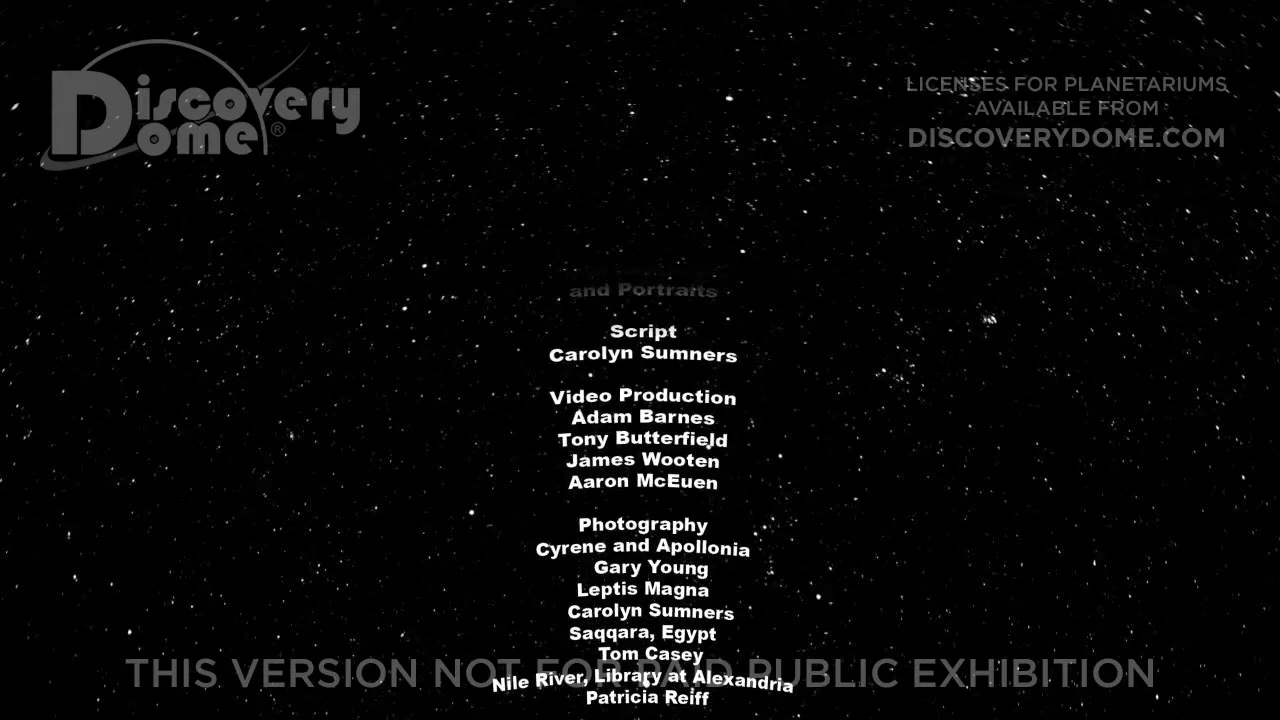 Discovery
Dome®
LICENSES FOR PLANETARIUMS
AVAILABLE FROM
DISCOVERYDOME.COM
and Portraits
Script
Carolyn Sumners
Video Production
Adam Barnes
Tony Butterfield
James Wooten
Aaron McEuen
Photography
Cyrene and Apollonia
Gary Young
Leptis Magna
Carolyn Sumners
Saqqara, Egypt
Tom Casey
THIS VERSION NOT FOR PAID PUBLIC EXHIBITION
Nile River, Library at Alexandria
Patricia Reiff